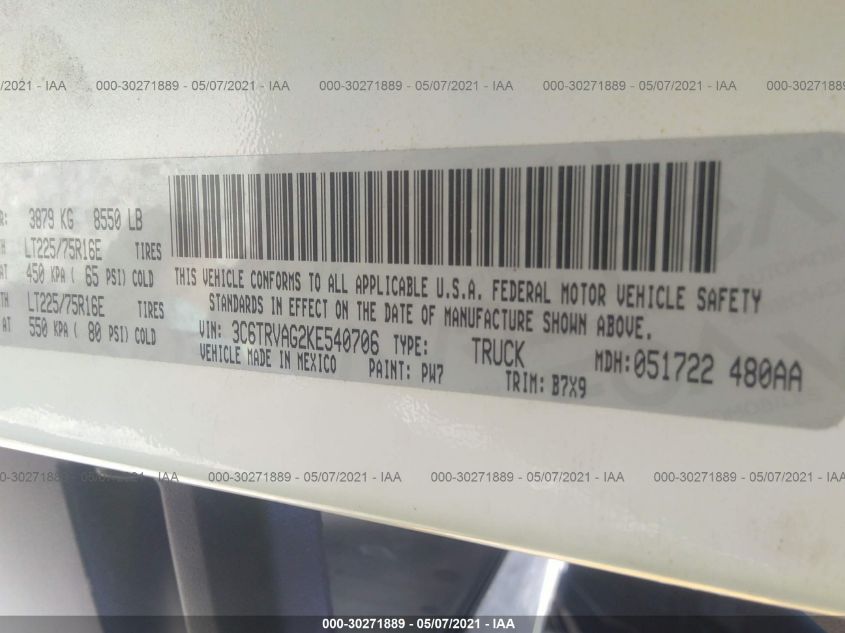 /2021 - IAA 000-30271889 - 05/07/2021 - IAA 000-30271889 - 05/07/2021 - IAA 000-30271889 - 05/07/2021 - IAA 000-
R: 3879 KG 8550 LB
TH LT225/75R16E TIRES
AT 450 KPA ( 65 PSI) COLD
TH LT225/75R16E TIRES
AT 550 KPA ( 80 PSI) COLD
THIS VEHICLE CONFORMS TO ALL APPLICABLE U.S.A. FEDERAL MOTOR VEHICLE SAFETY
STANDARDS IN EFFECT ON THE DATE OF MANUFACTURE SHOWN ABOVE.
VIN: 3C6TRVAG2KE540706 TYPE: TRUCK MDH:051722 480AA
VEHICLE MADE IN MEXICO PAINT: PW7 TRIM: B7X9
0-30271889 - 05/07/2021 - IAA 000-30271889 - 05/07/2021 - IAA 000-30271889 - 05/07/2021 - IAA 000-30271889 - 05/07/2021 - IAA
000-30271889 - 05/07/2021 - IAA